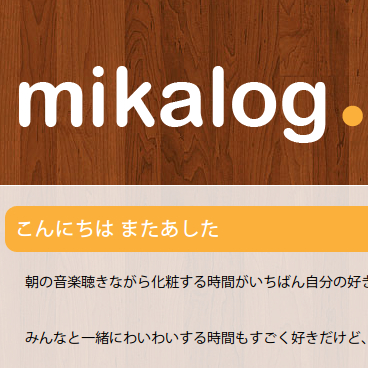 mikalog.
こんにちは またあした
朝の音楽聴きながら化粧する時間がいちばん自分の好き
みんなと一緒にわいわいする時間もすごく好きだけど、